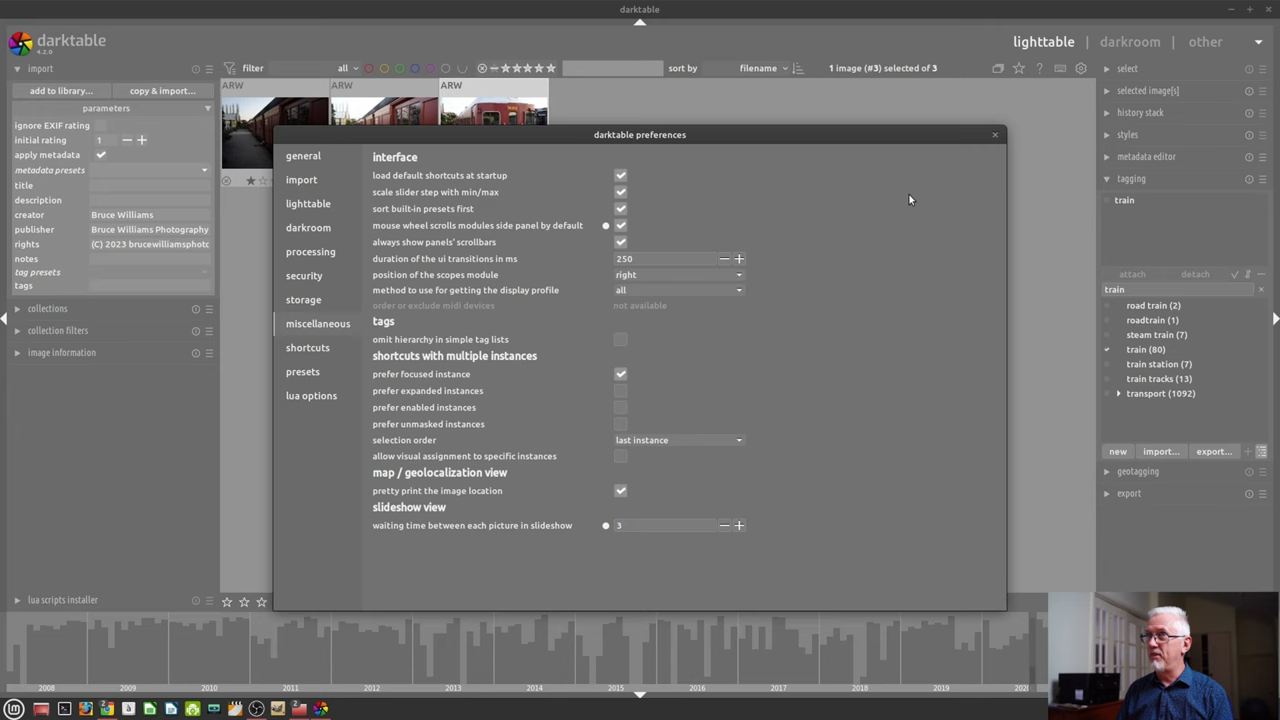 darktable
darktable
4.2.0
lighttable | darkroom | other
import
filter all sort by filename 1 image (#3) selected of 3
add to library... copy & import...
parameters
ignore EXIF rating
initial rating 1
apply metadata
metadata presets
title
description
creator Bruce Williams
publisher Bruce Williams Photography
rights (C) 2023 brucewilliamsphoto
notes
tag presets
tags
collections
collection filters
image information
lua scripts installer
ARW ARW ARW
darktable preferences
general
import
lighttable
darkroom
processing
security
storage
miscellaneous
shortcuts
presets
lua options
interface
load default shortcuts at startup
scale slider step with min/max
sort built-in presets first
mouse wheel scrolls modules side panel by default
always show panels' scrollbars
duration of the ui transitions in ms 250
position of the scopes module right
method to use for getting the display profile all
order or exclude midi devices not available
tags
omit hierarchy in simple tag lists
shortcuts with multiple instances
prefer focused instance
prefer expanded instances
prefer enabled instances
prefer unmasked instances
selection order last instance
allow visual assignment to specific instances
map / geolocalization view
pretty print the image location
slideshow view
waiting time between each picture in slideshow 3
select
selected image[s]
history stack
styles
metadata editor
tagging
train
attach detach
train
road train (2)
roadtrain (1)
steam train (7)
train (80)
train station (7)
train tracks (13)
transport (1092)
new import... export...
geotagging
export
2008 2009 2010 2011 2012 2013 2014 2015 2016 2017 2018 2019 202